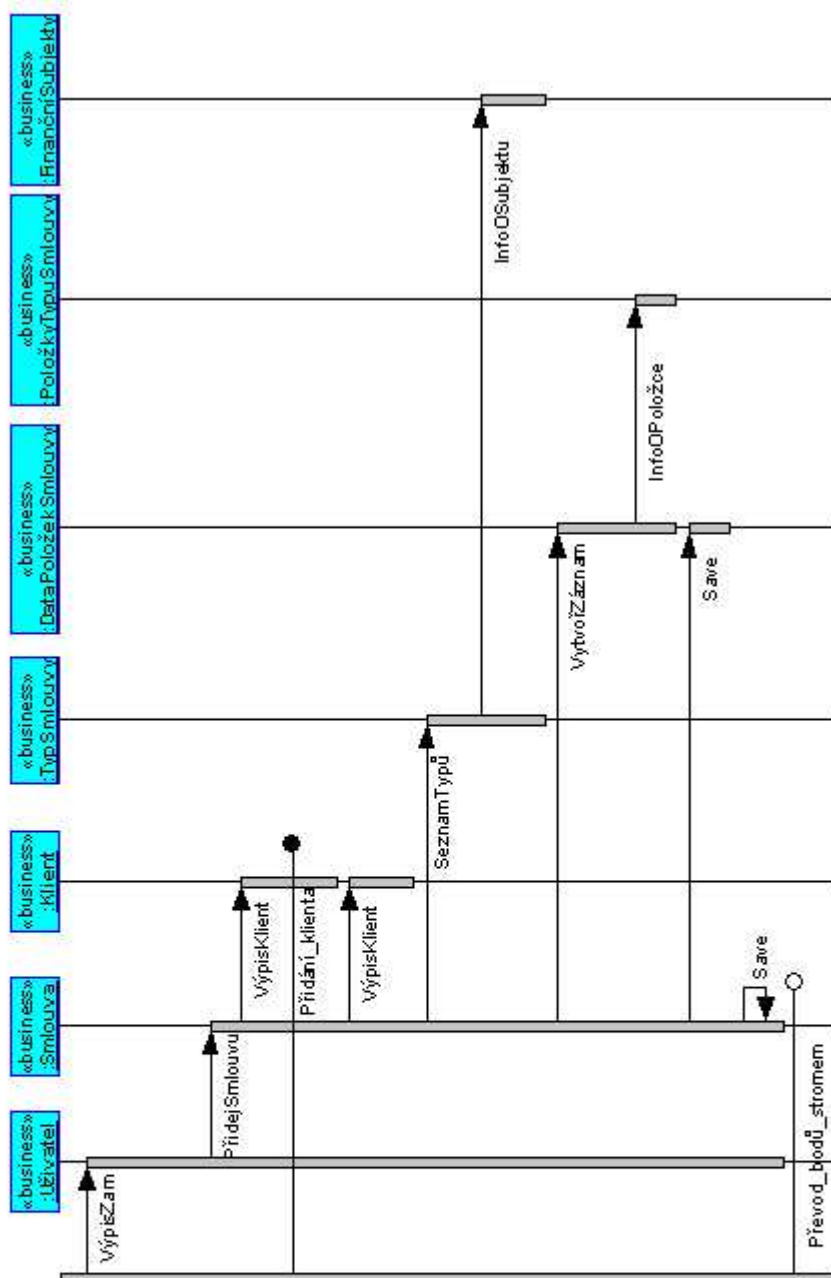 «business»
:Uživatel
«business»
:Smlouva
«business»
:Klient
«business»
:TypSmlouvy
«business»
:DataPoložekSmlouvy
«business»
:PoložkyTypuSmlouvy
«business»
:FinančníSubjekty
VýpisZam
PřidejSmlouvu
VýpisKlient
Přidání_klienta
VýpisKlient
SeznamTypů
InfoOSubjektu
VytvořZáznam
InfoOPoložce
Save
Save
Převod_bodů_stromem